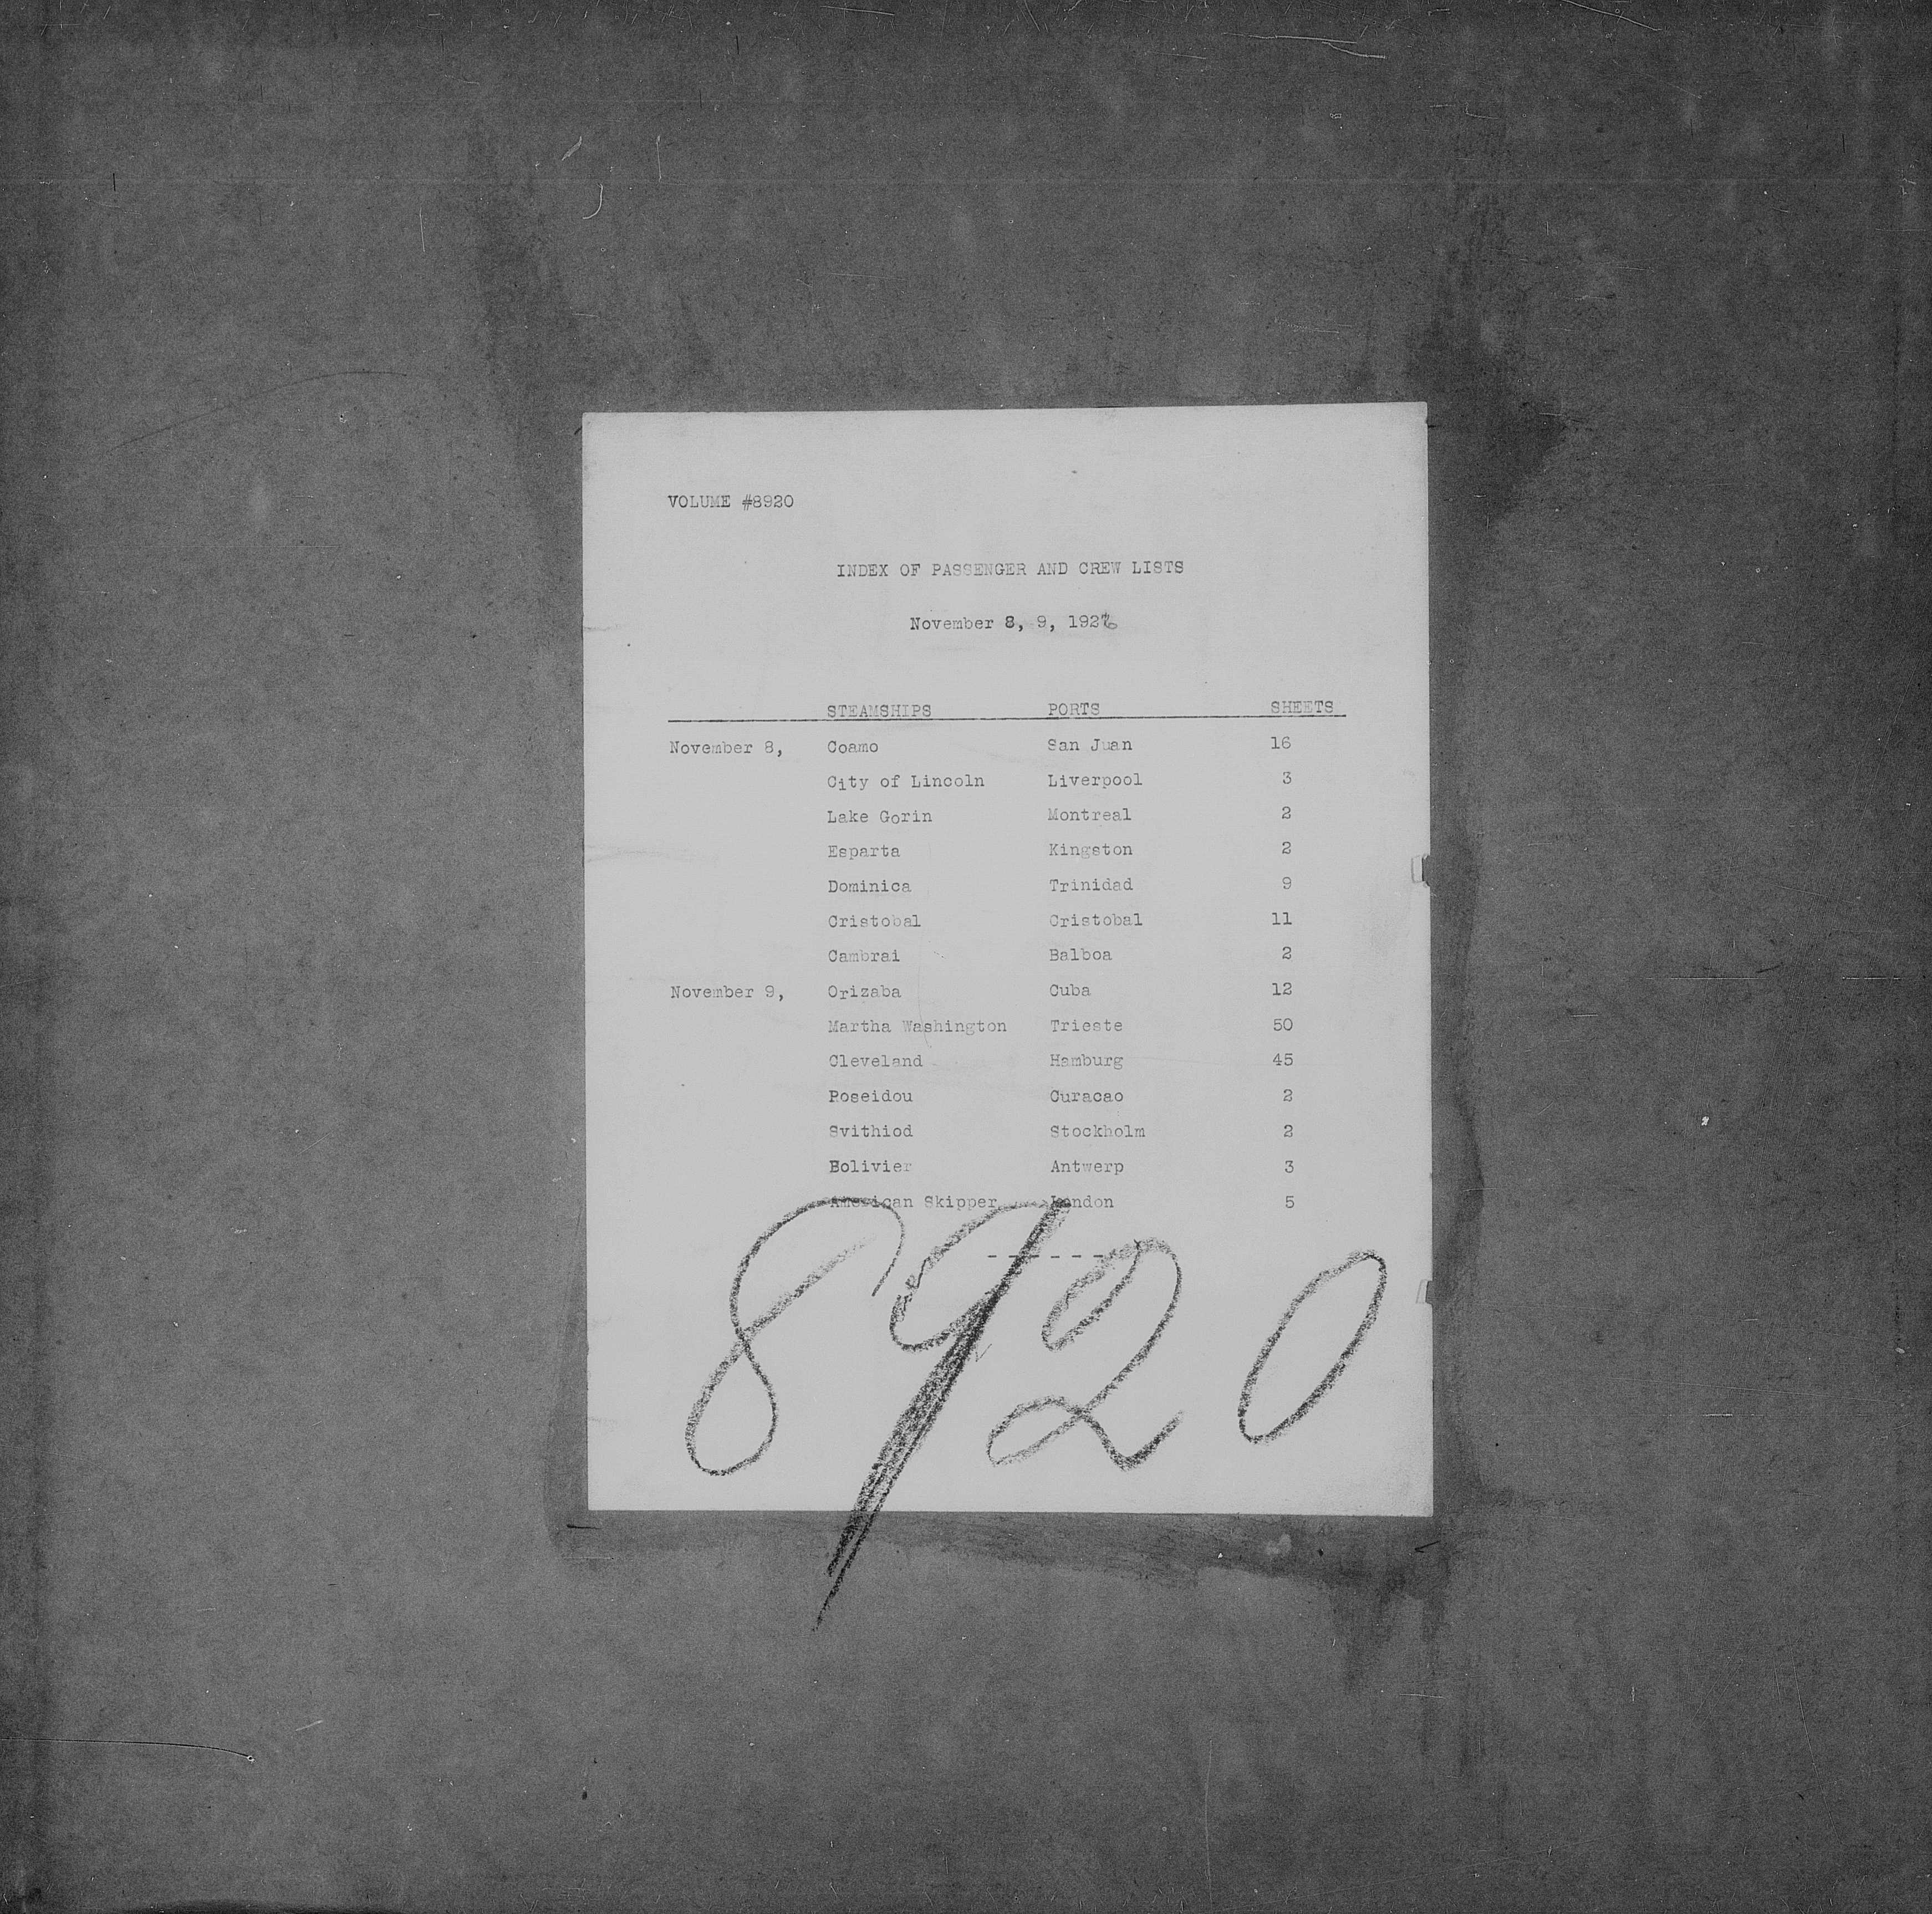 VOLUME #8920
INDEX OF PASSENGER AND CREW LISTS
November 8, 9, 1926
STEAMSHIPS PORTS SHEETS
November 8, Coamo San Juan 16
City of Lincoln Liverpool 3
Lake Gorin Montreal 2
Esparta Kingston 2
Dominica Trinidad 9
Cristobal Cristobal 11
Cambrai Balboa 2
November 9, Orizaba Cuba 12
Martha Washington Trieste 50
Cleveland Hamburg 45
Poseidou Curacao 2
Svithiod Stockholm 2
Bolivier Antwerp 3
American Skipper London 5
- - - - - - -
8920